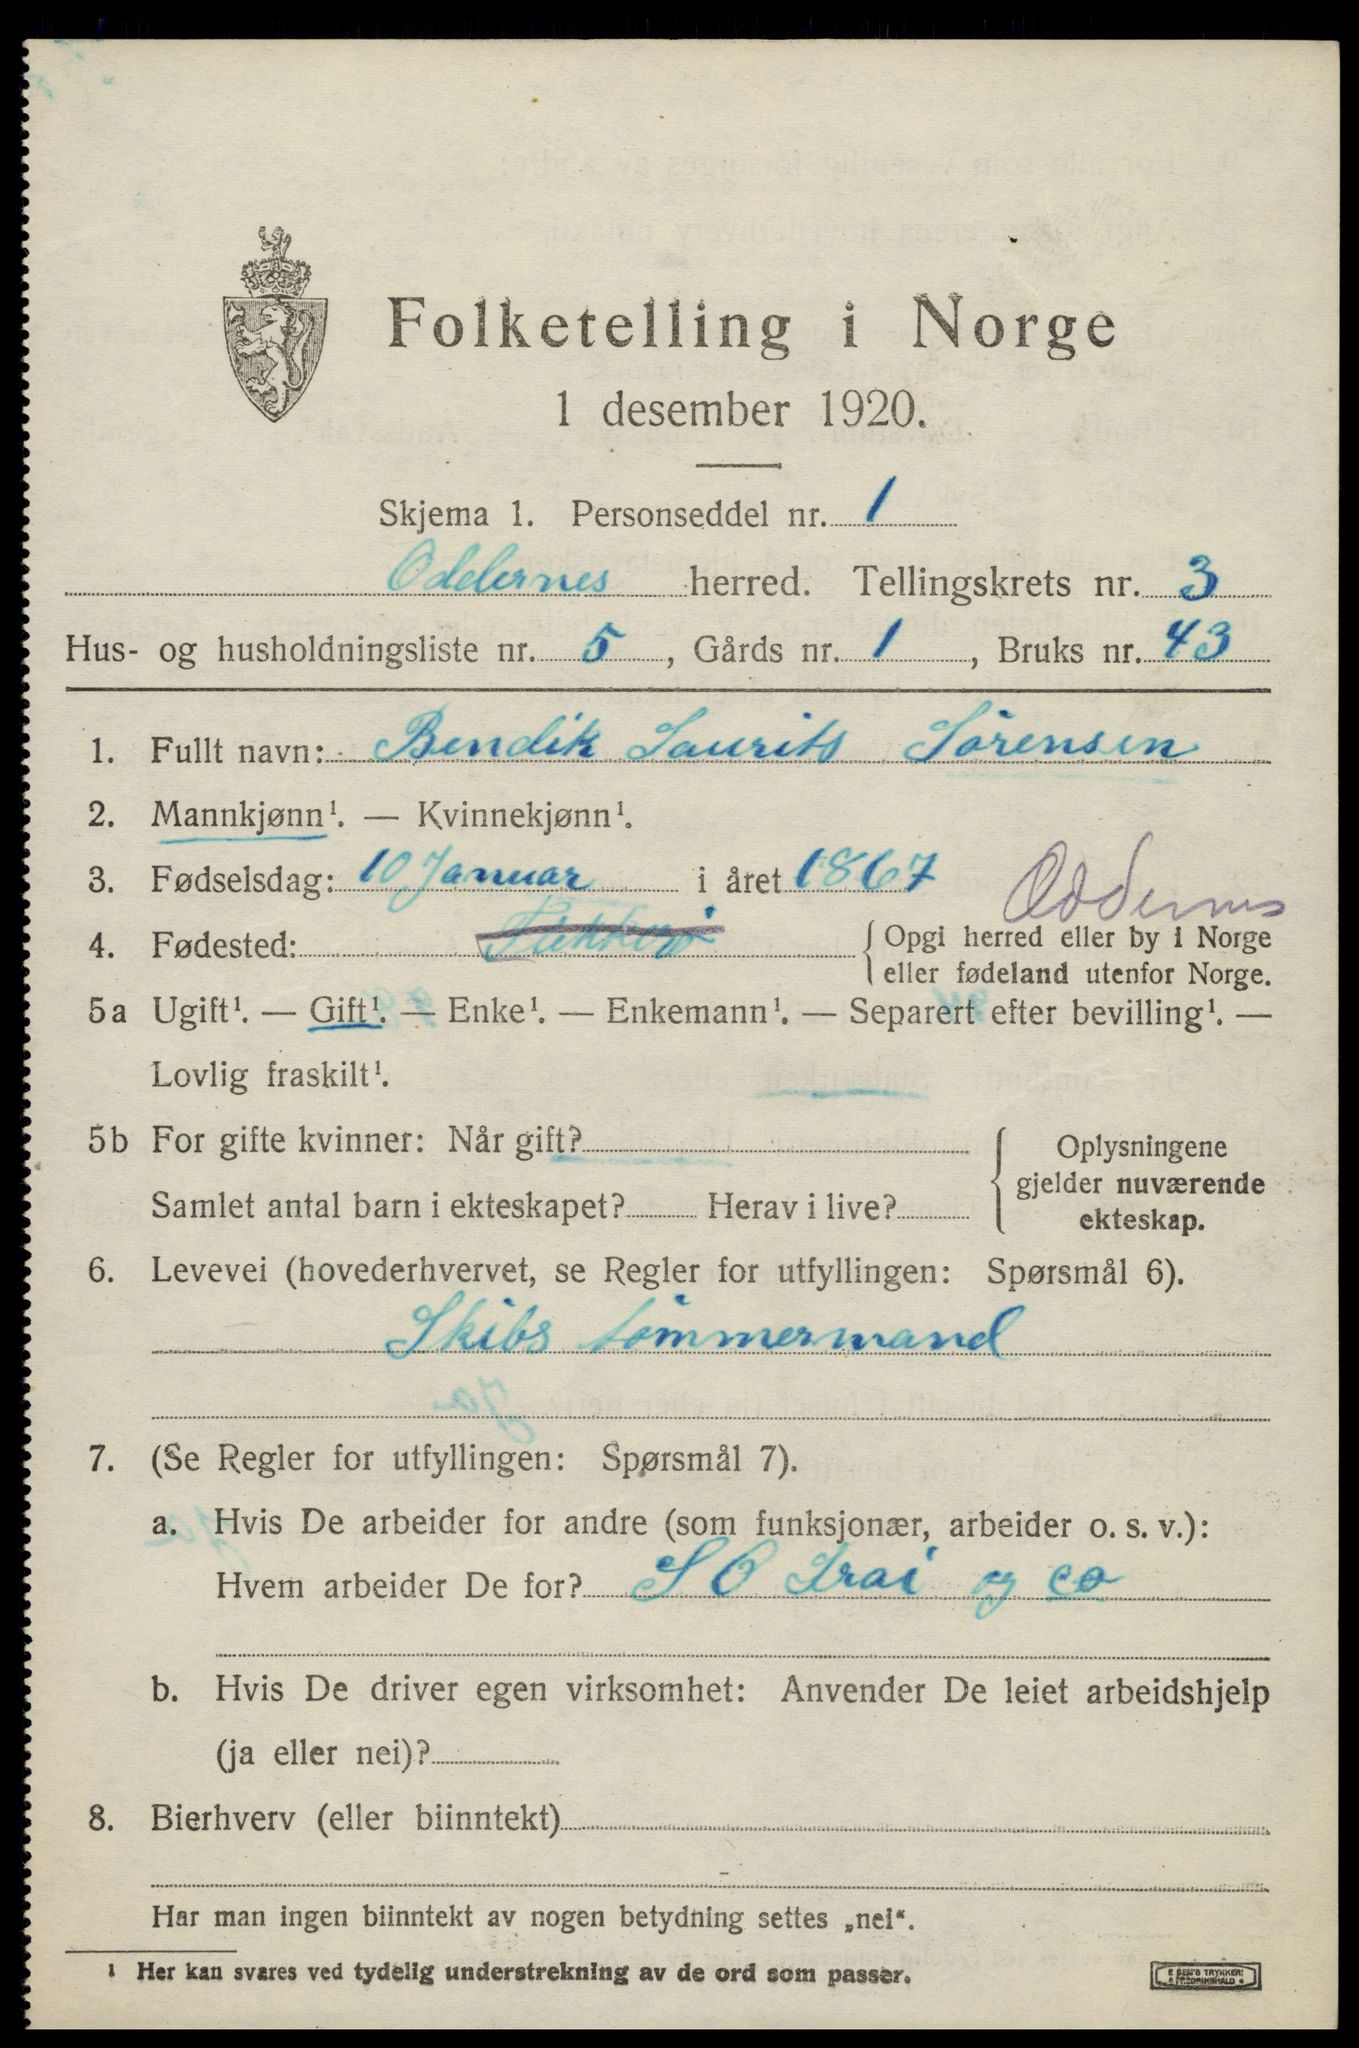 Folketelling i Norge
1 desember 1920.
Skjema 1. Personseddel nr. 1
Oddernes herred. Tellingskrets nr. 3
Hus- og husholdningsliste nr. 5, Gårds nr. 1, Bruks nr. 43
1. Fullt navn: Bendik Laurits Sörensen
2. Mannkjønn¹. — Kvinnekjønn¹.
3. Fødselsdag: 10 Januar i året 1867
Oddernes
4. Fødested: Opgi herred eller by i Norge
eller fødeland utenfor Norge.
5a Ugift¹. — Gift¹. — Enke¹. — Enkemann¹. — Separert efter bevilling¹. —
Lovlig fraskilt¹.
5b For gifte kvinner: Når gift?
Samlet antal barn i ekteskapet? Herav i live?
Oplysningene
gjelder nuværende
ekteskap.
6. Levevei (hovederhvervet, se Regler for utfyllingen: Spørsmål 6).
Skibs tömmermand
7. (Se Regler for utfyllingen: Spørsmål 7).
a. Hvis De arbeider for andre (som funksjonær, arbeider o. s. v.):
Hvem arbeider De for? S O og co
b. Hvis De driver egen virksomhet: Anvender De leiet arbeidshjelp
(ja eller nei)?
8. Bierhverv (eller biinntekt)
Har man ingen biinntekt av nogen betydning settes „nei“.
¹ Her kan svares ved tydelig understrekning av de ord som passer.